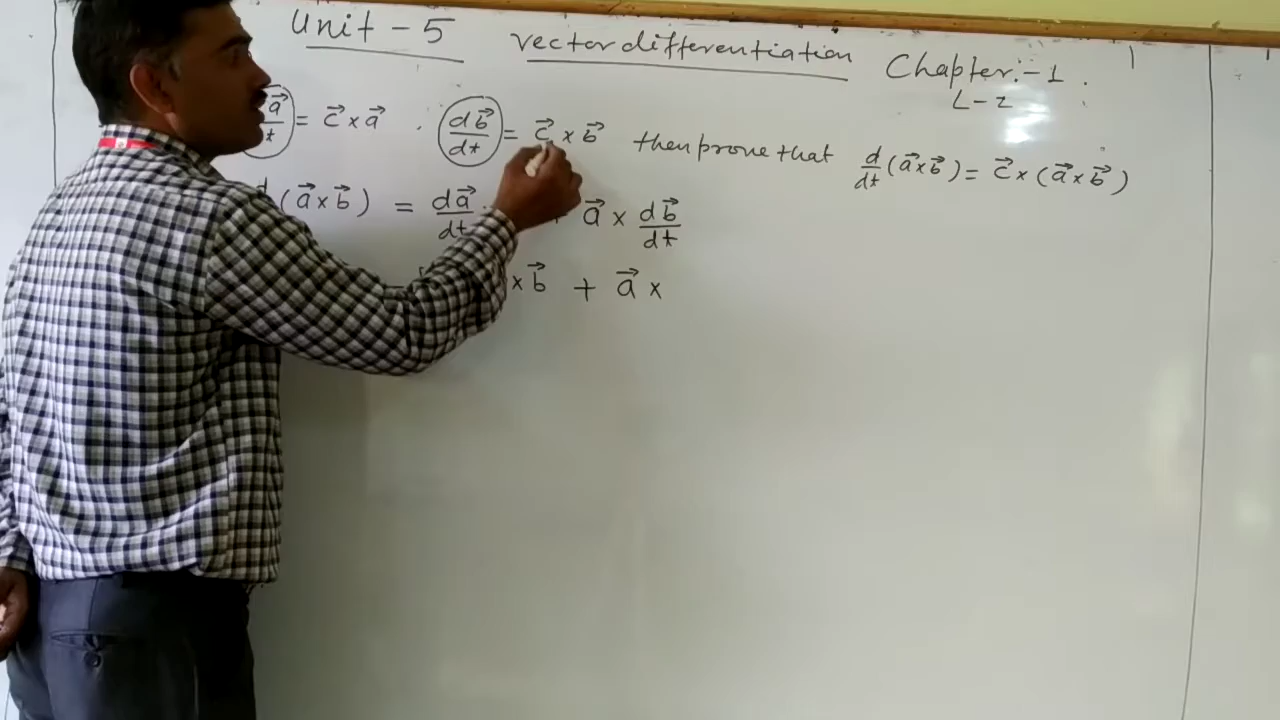 Unit - 5 vector differentiation Chapter:-1.
L-2
a⃗/t = c⃗ × a⃗ . db⃗/dt = c⃗ × b⃗ then prove that d/dt (a⃗×b⃗) = c⃗ × (a⃗×b⃗)
(a⃗×b⃗) = da⃗/dt + a⃗ × db⃗/dt
× b⃗ + a⃗ ×